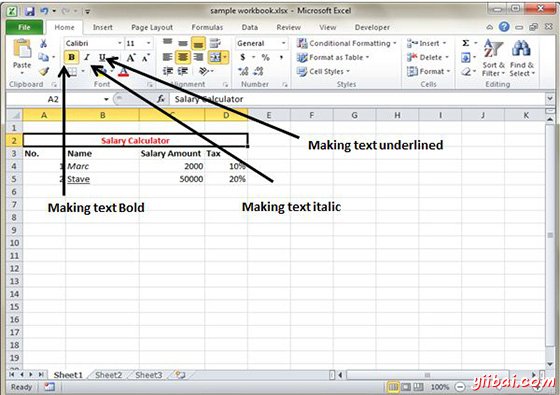 sample workbook.xlsx - Microsoft Excel
File Home Insert Page Layout Formulas Data Review View
Calibri 11 General Conditional Formatting Insert
Paste B I U $ % , Format as Table Delete
Cell Styles Format
Sort & Filter Find & Select
Clipboard Font Alignment Number Styles Cells Editing
A2 fx Salary Calculator
A B C D E F G H I J K
1
2 Salary Calculator
3 No. Name Salary Amount Tax
4 1 Marc 2000 10%
5 2 Stave 50000 20%
6
7
8
9
10
11
12
13
14
15
16
17
18
19
Making text underlined
Making text Bold
Making text italic
Sheet1 Sheet2 Sheet3
Ready 100%
yiibai.com